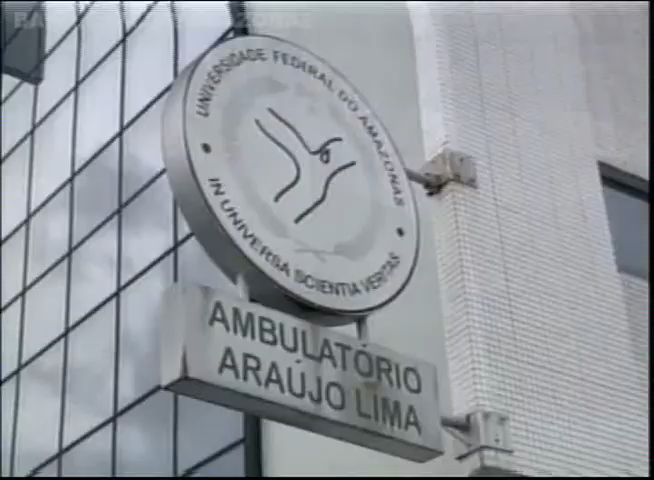 UNIVERSIDADE FEDERAL DO AMAZONAS
IN UNIVERSA SCIENTIA VERITAS
AMBULATÓRIO
ARAÚJO LIMA